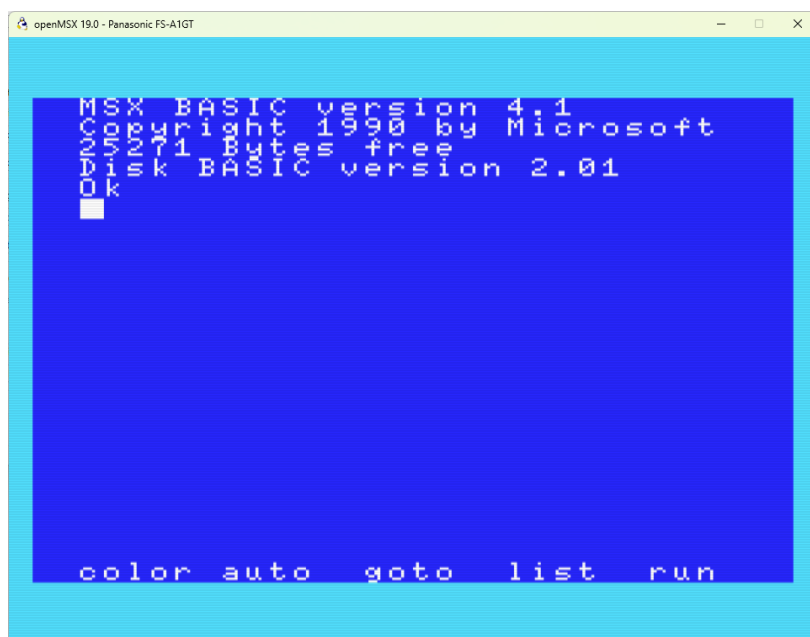 openMSX 19.0 - Panasonic FS-A1GT
MSX BASIC version 4.1
Copyright 1990 by Microsoft
25271 Bytes free
Disk BASIC version 2.01
Ok
color auto goto list run